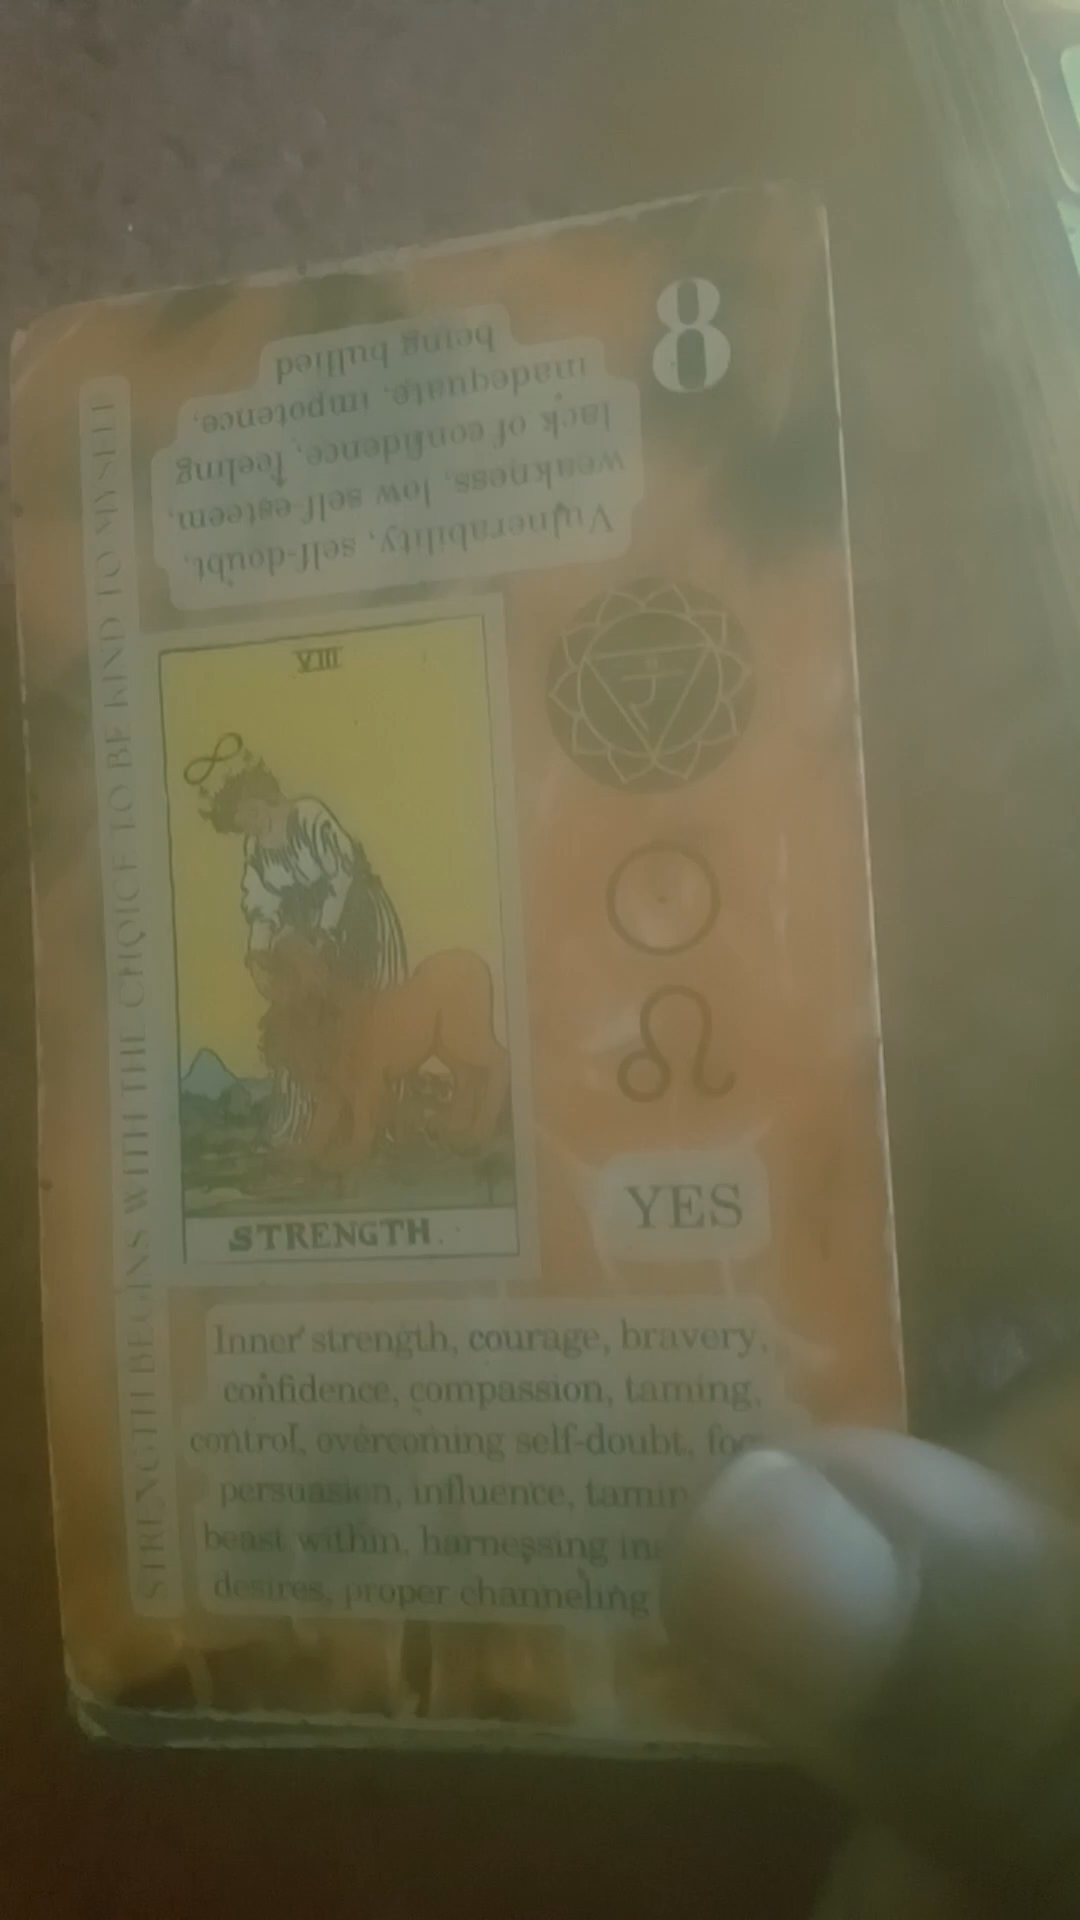 8
Vulnerability, self-doubt,
weakness, low self esteem,
lack of confidence, feeling
inadequate, impotence,
being bullied
STRENGTH BEGINS WITH THE CHOICE TO BE KIND TO MYSELF
VIII
STRENGTH.
YES
Inner strength, courage, bravery,
confidence, compassion, taming,
control, overcoming self-doubt,
persuasion, influence,
beast within, harnessing
desires, proper channeling